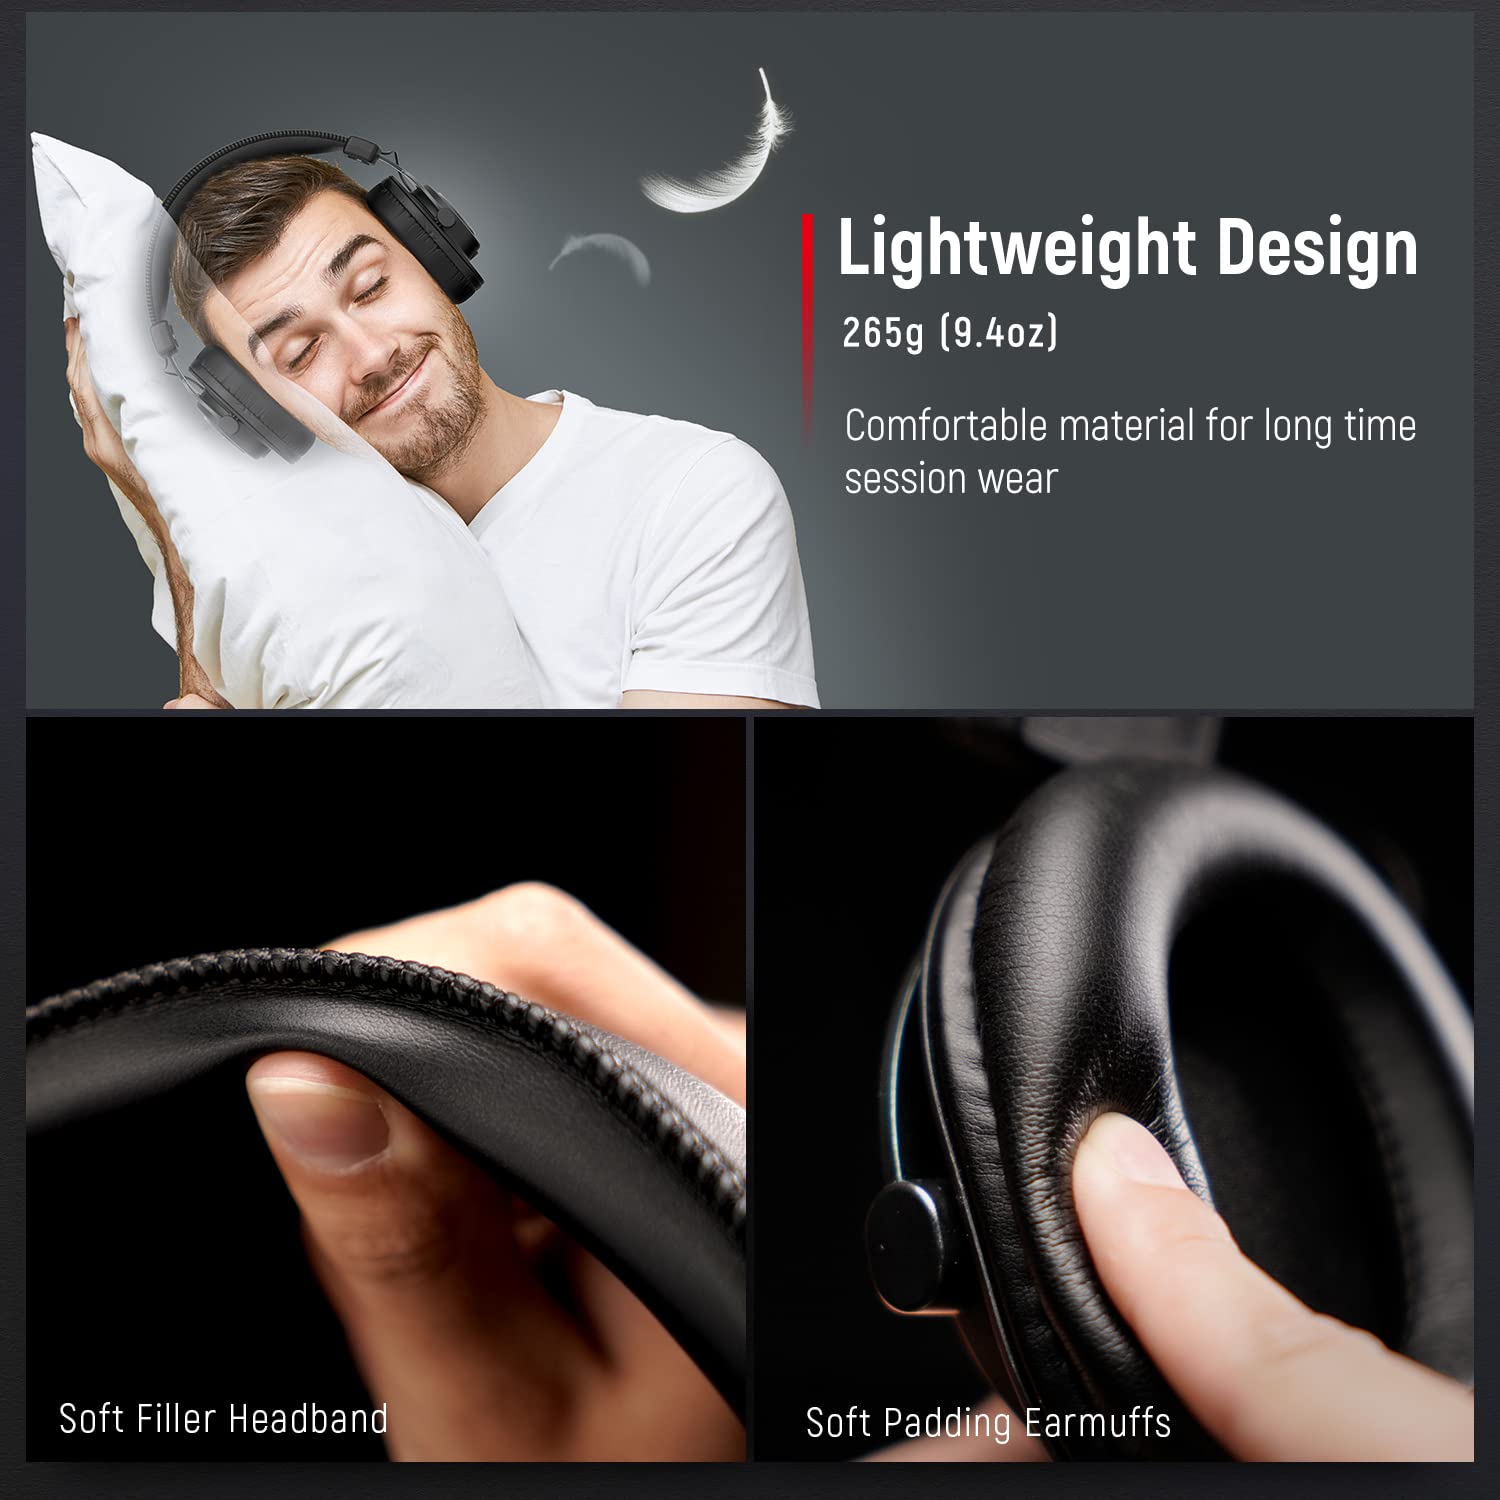 Lightweight Design
265g (9.4oz)
Comfortable material for long time
session wear
Soft Filler Headband
Soft Padding Earmuffs